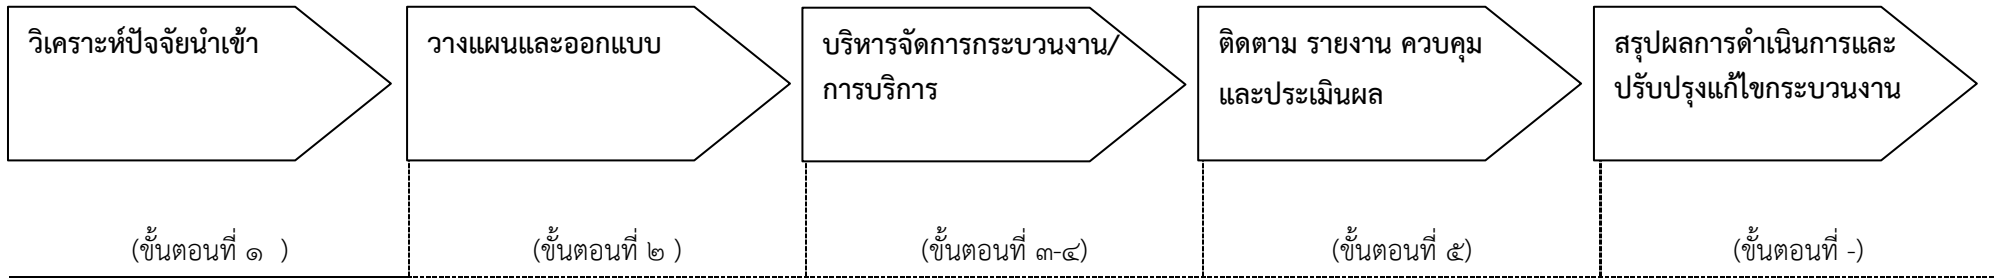 วิเคราะห์ปัจจัยนำเข้า
วางแผนและออกแบบ
บริหารจัดการกระบวนงาน/
การบริการ
ติดตาม รายงาน ควบคุม
และประเมินผล
สรุปผลการดำเนินการและ
ปรับปรุงแก้ไขกระบวนงาน
(ขั้นตอนที่ ๑ )
(ขั้นตอนที่ ๒ )
(ขั้นตอนที่ ๓-๔)
(ขั้นตอนที่ ๕)
(ขั้นตอนที่ -)